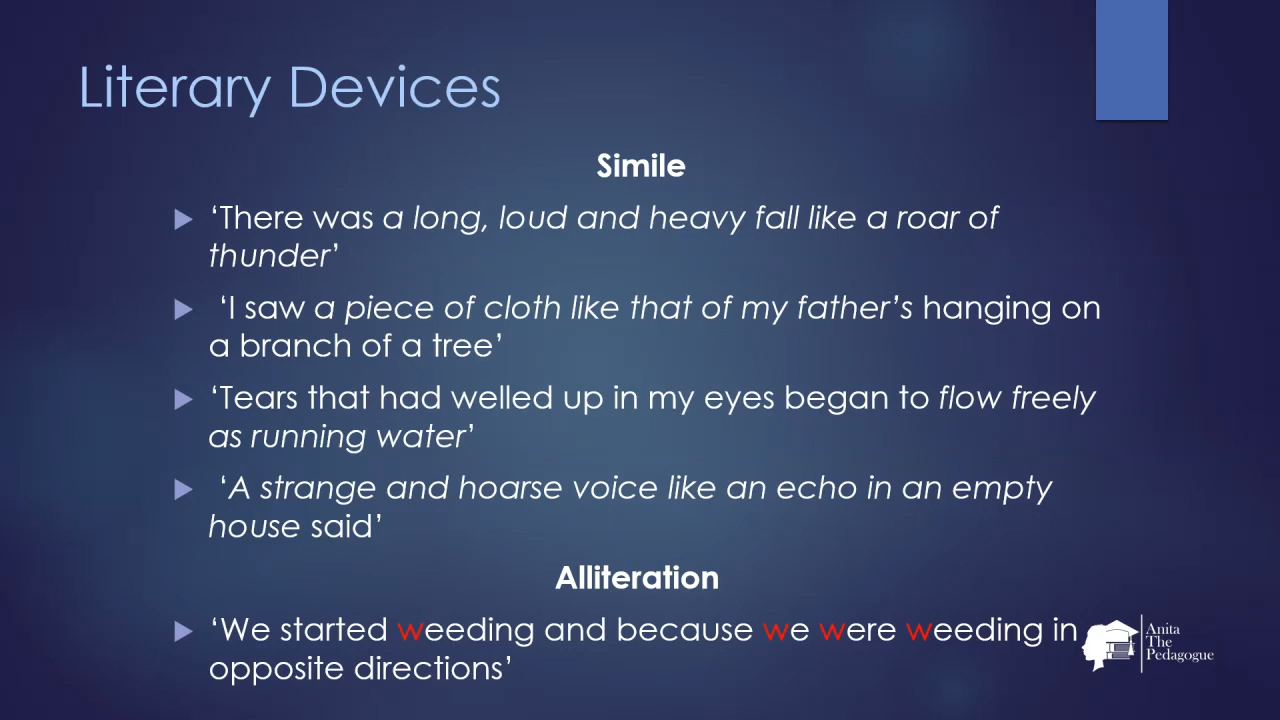 Literary Devices
Simile
‘There was a long, loud and heavy fall like a roar of
thunder’
‘I saw a piece of cloth like that of my father’s hanging on
a branch of a tree’
‘Tears that had welled up in my eyes began to flow freely
as running water’
‘A strange and hoarse voice like an echo in an empty
house said’
Alliteration
‘We started weeding and because we were weeding in
opposite directions’
Anita
The
Pedagogue